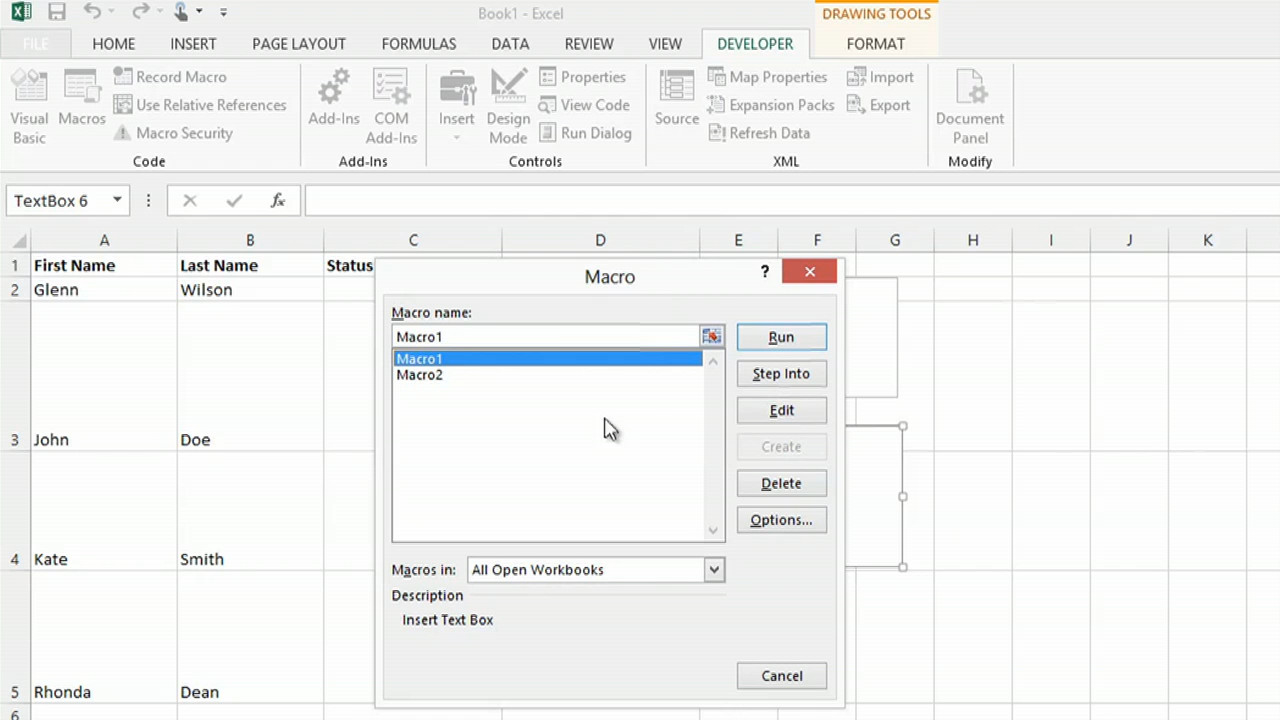 Book1 - Excel
DRAWING TOOLS
FILE HOME INSERT PAGE LAYOUT FORMULAS DATA REVIEW VIEW DEVELOPER FORMAT
Visual Basic
Macros
Record Macro
Use Relative References
Macro Security
Code
Add-Ins
COM Add-Ins
Add-Ins
Insert
Design Mode
Properties
View Code
Run Dialog
Controls
Source
Map Properties
Expansion Packs
Refresh Data
Import
Export
XML
Document Panel
Modify
TextBox 6
fx
A B C D E F G H I J K
1 First Name Last Name Status
2 Glenn Wilson
3 John Doe
4 Kate Smith
5 Rhonda Dean
6
Macro
?
Macro name:
Macro1
Macro1
Macro2
Run
Step Into
Edit
Create
Delete
Options...
Macros in: All Open Workbooks
Description
Insert Text Box
Cancel